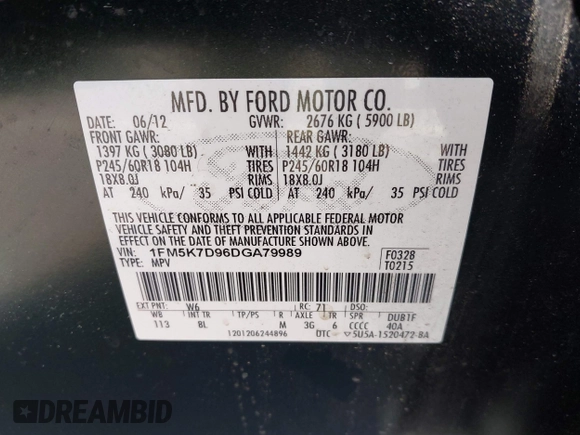 MFD. BY FORD MOTOR CO.
DATE: 06/12 GVWR: 2676 KG ( 5900 LB)
FRONT GAWR: REAR GAWR:
1397 KG ( 3080 LB) WITH 1442 KG ( 3180 LB) WITH
P245/60R18 104H TIRES P245/60R18 104H TIRES
18X8.0J RIMS 18X8.0J RIMS
AT 240 kPa/ 35 PSI COLD AT 240 kPa/ 35 PSI COLD
THIS VEHICLE CONFORMS TO ALL APPLICABLE FEDERAL MOTOR
VEHICLE SAFETY AND THEFT PREVENTION STANDARDS IN EFFECT
ON THE DATE OF MANUFACTURE SHOWN ABOVE.
VIN: 1FM5K7D96DGA79989 F0328
TYPE: MPV T0215
EXT PNT: W6 RC: 71 DSO:
WB INT TR TP/PS R AXLE TR SPR DUB1F
113 BL M 3G 6 CCCC 40A
1201206244896 UTC 5U5A-1520472-BA
DREAMBID